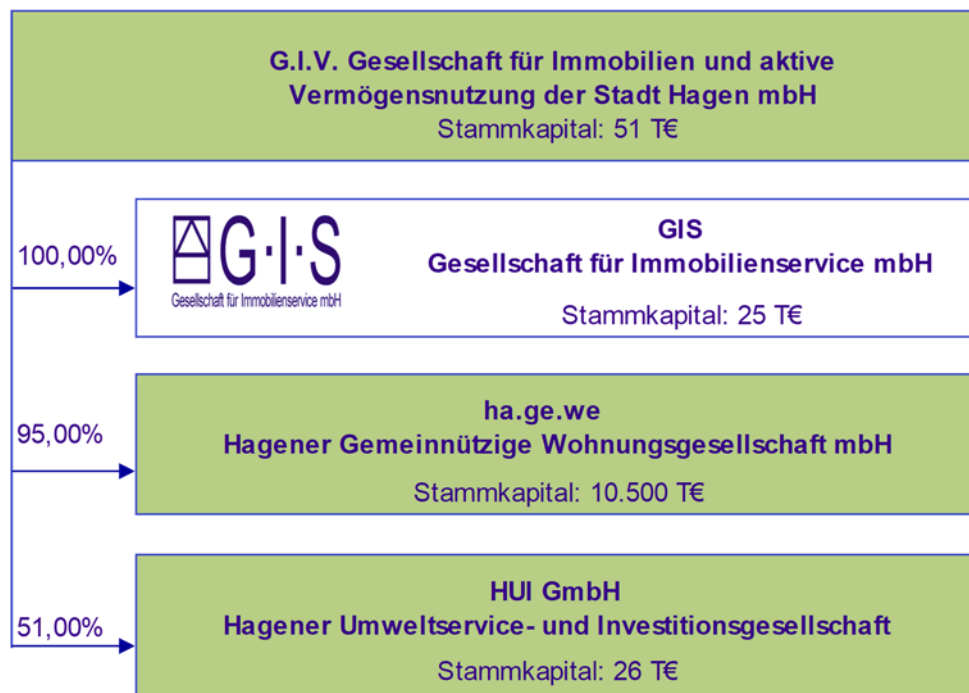 G.I.V. Gesellschaft für Immobilien und aktive
Vermögensnutzung der Stadt Hagen mbH
Stammkapital: 51 T€
100,00%
G·I·S
Gesellschaft für Immobilienservice mbH
GIS
Gesellschaft für Immobilienservice mbH
Stammkapital: 25 T€
95,00%
ha.ge.we
Hagener Gemeinnützige Wohnungsgesellschaft mbH
Stammkapital: 10.500 T€
51,00%
HUI GmbH
Hagener Umweltservice- und Investitionsgesellschaft
Stammkapital: 26 T€